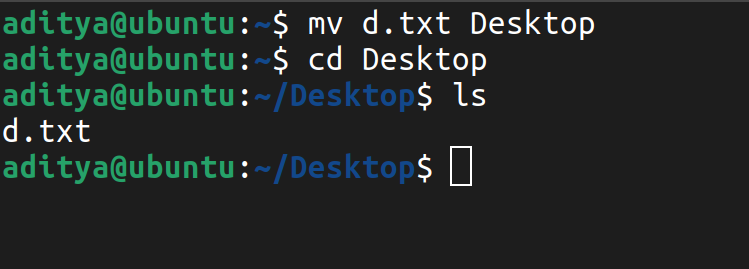 aditya@ubuntu:~$ mv d.txt Desktop
aditya@ubuntu:~$ cd Desktop
aditya@ubuntu:~/Desktop$ ls
d.txt
aditya@ubuntu:~/Desktop$